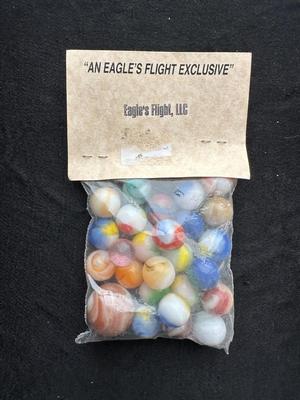 "AN EAGLE'S FLIGHT EXCLUSIVE"
Eagle's Flight, LLC